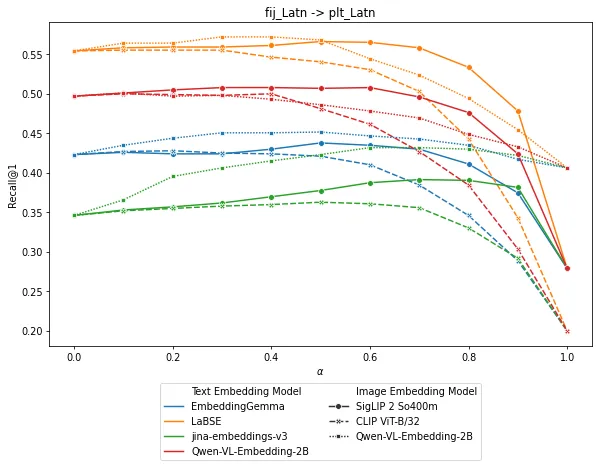 fij_Latn -> plt_Latn
Recall@1
0.55
0.50
0.45
0.40
0.35
0.30
0.25
0.20
0.0 0.2 0.4 0.6 0.8 1.0
α
Text Embedding Model Image Embedding Model
EmbeddingGemma SigLIP 2 So400m
LaBSE CLIP ViT-B/32
jina-embeddings-v3 Qwen-VL-Embedding-2B
Qwen-VL-Embedding-2B